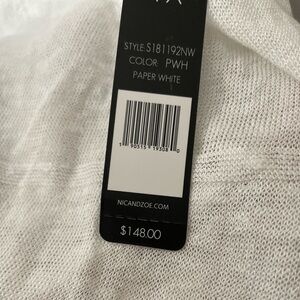 STYLE S181192NW
COLOR PWH
PAPER WHITE
NICANDZOE.COM
$148.00